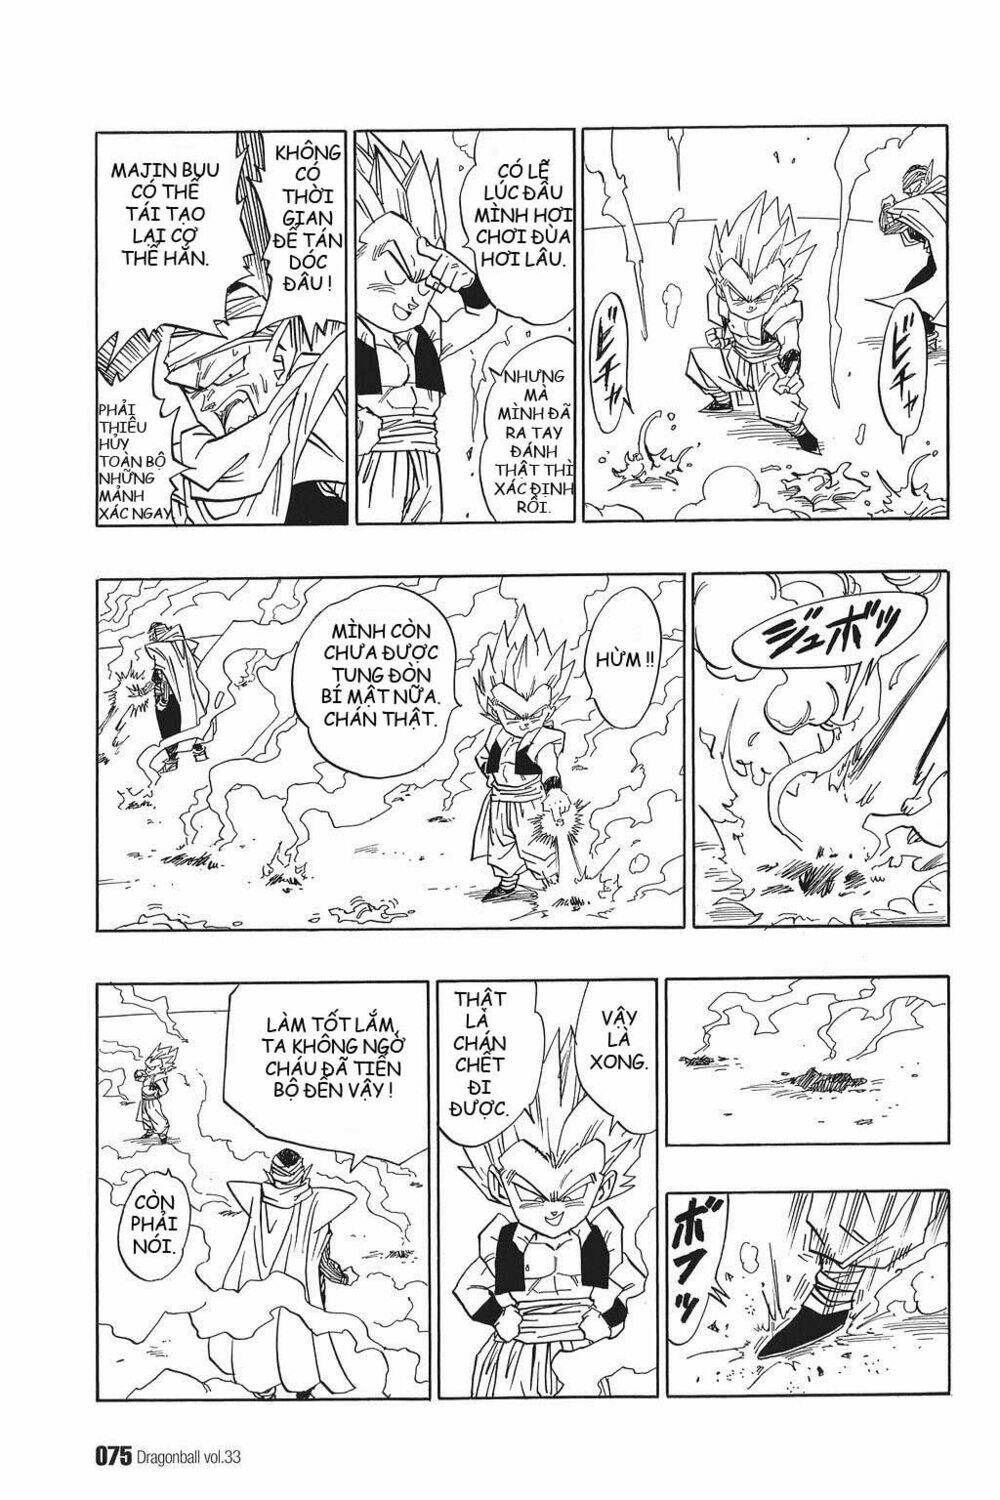 ビチャ
ビチャ
CÓ LẼ
LÚC ĐẦU
MÌNH HƠI
CHƠI ĐÙA
HƠI LÂU.
NHƯNG
MÀ
MÌNH ĐÃ
RA TAY
ĐÁNH
THẬT THÌ
XÁC ĐỊNH
RỒI.
KHÔNG
CÓ
THỜI
GIAN
ĐỂ TÁN
DÓC
ĐÂU !
MAJIN BUU
CÓ THỂ
TÁI TẠO
LẠI CƠ
THỂ HẮN.
PHẢI
THIÊU
HỦY
TOÀN BỘ
NHỮNG
MẢNH
XÁC NGAY
ジュボッ
HỪM !!
MÌNH CÒN
CHƯA ĐƯỢC
TUNG ĐÒN
BÍ MẬT NỮA.
CHÁN THẬT.
ボフッ
VẬY
LÀ
XONG.
THẬT
LÀ
CHÁN
CHẾT
ĐI
ĐƯỢC.
LÀM TỐT LẮM,
TA KHÔNG NGỜ
CHÁU ĐÃ TIẾN
BỘ ĐẾN VẬY !
CÒN
PHẢI
NÓI.
075 Dragonball vol.33